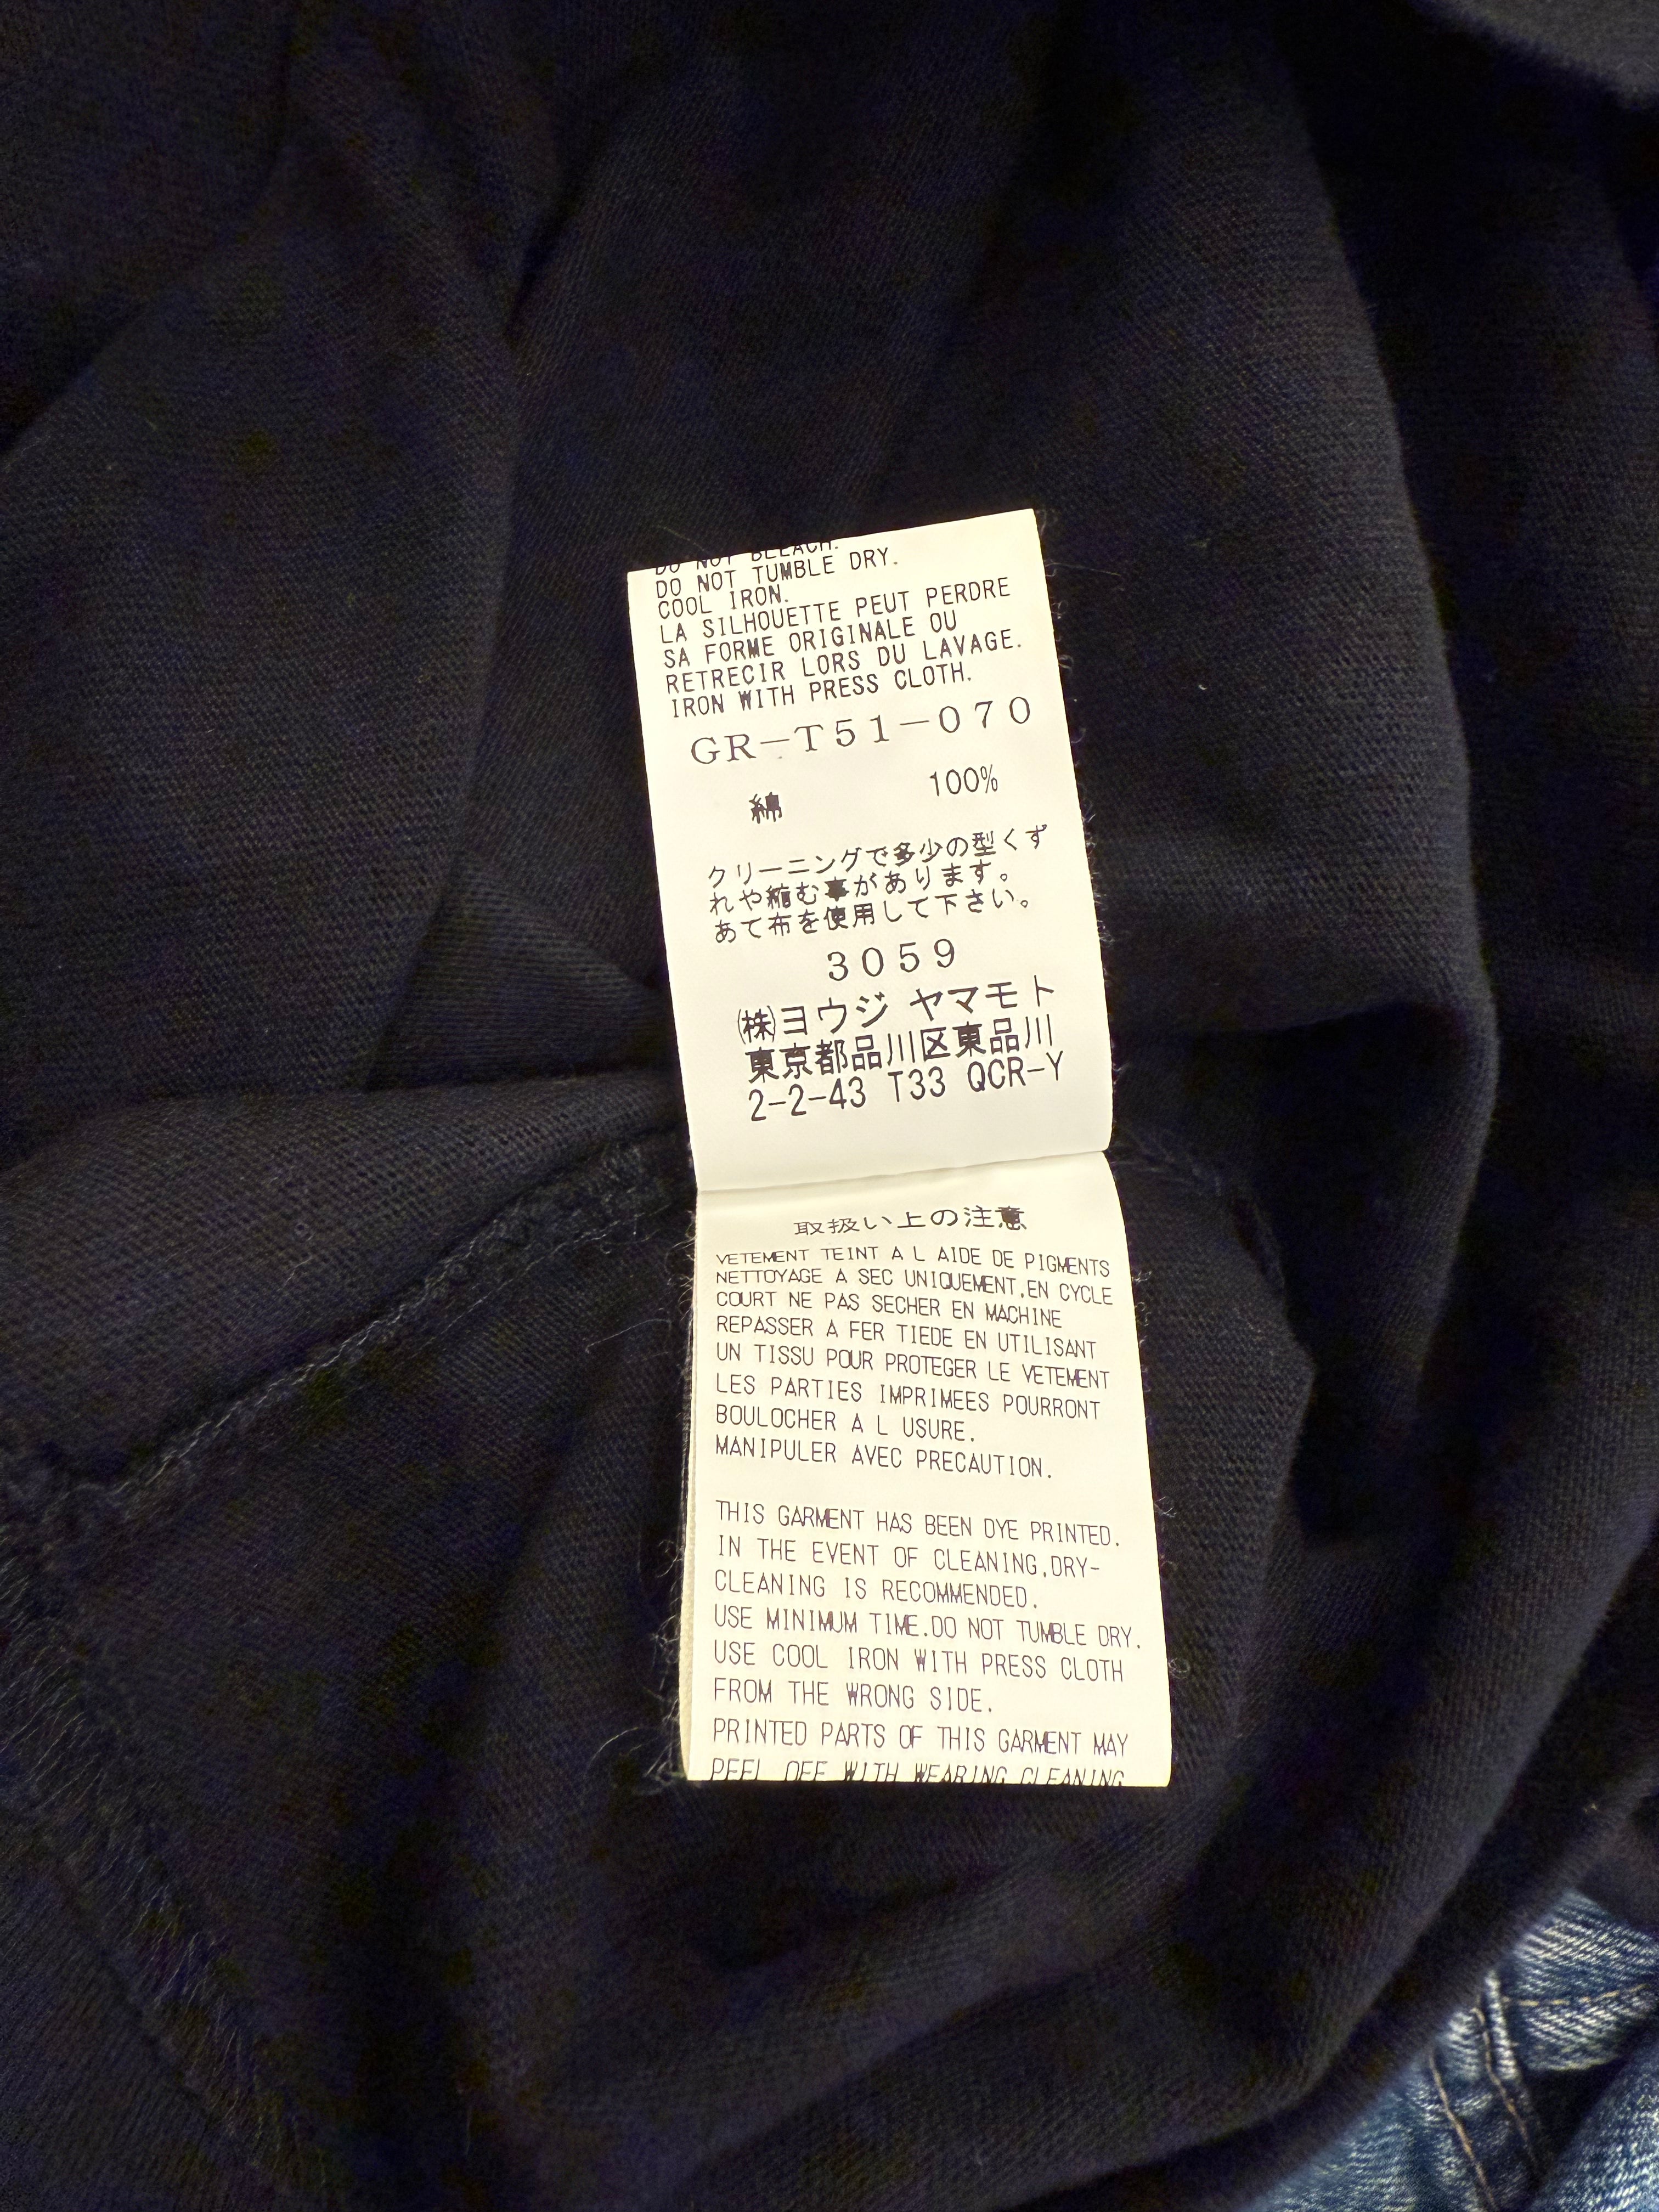 DO NOT BLEACH.
DO NOT TUMBLE DRY.
COOL IRON.
LA SILHOUETTE PEUT PERDRE
SA FORME ORIGINALE OU
RETRECIR LORS DU LAVAGE.
IRON WITH PRESS CLOTH.
GR-T51-070
綿 100%
クリーニングで多少の型くず
れや縮む事があります。
あて布を使用して下さい。
3059
㈱ヨウジ ヤマモト
東京都品川区東品川
2-2-43 T33 QCR-Y
取扱い上の注意
VETEMENT TEINT A L AIDE DE PIGMENTS
NETTOYAGE A SEC UNIQUEMENT,EN CYCLE
COURT NE PAS SECHER EN MACHINE
REPASSER A FER TIEDE EN UTILISANT
UN TISSU POUR PROTEGER LE VETEMENT
LES PARTIES IMPRIMEES POURRONT
BOULOCHER A L USURE.
MANIPULER AVEC PRECAUTION.
THIS GARMENT HAS BEEN DYE PRINTED.
IN THE EVENT OF CLEANING,DRY-
CLEANING IS RECOMMENDED.
USE MINIMUM TIME.DO NOT TUMBLE DRY.
USE COOL IRON WITH PRESS CLOTH
FROM THE WRONG SIDE.
PRINTED PARTS OF THIS GARMENT MAY
PEEL OFF WITH WEARING CLEANING